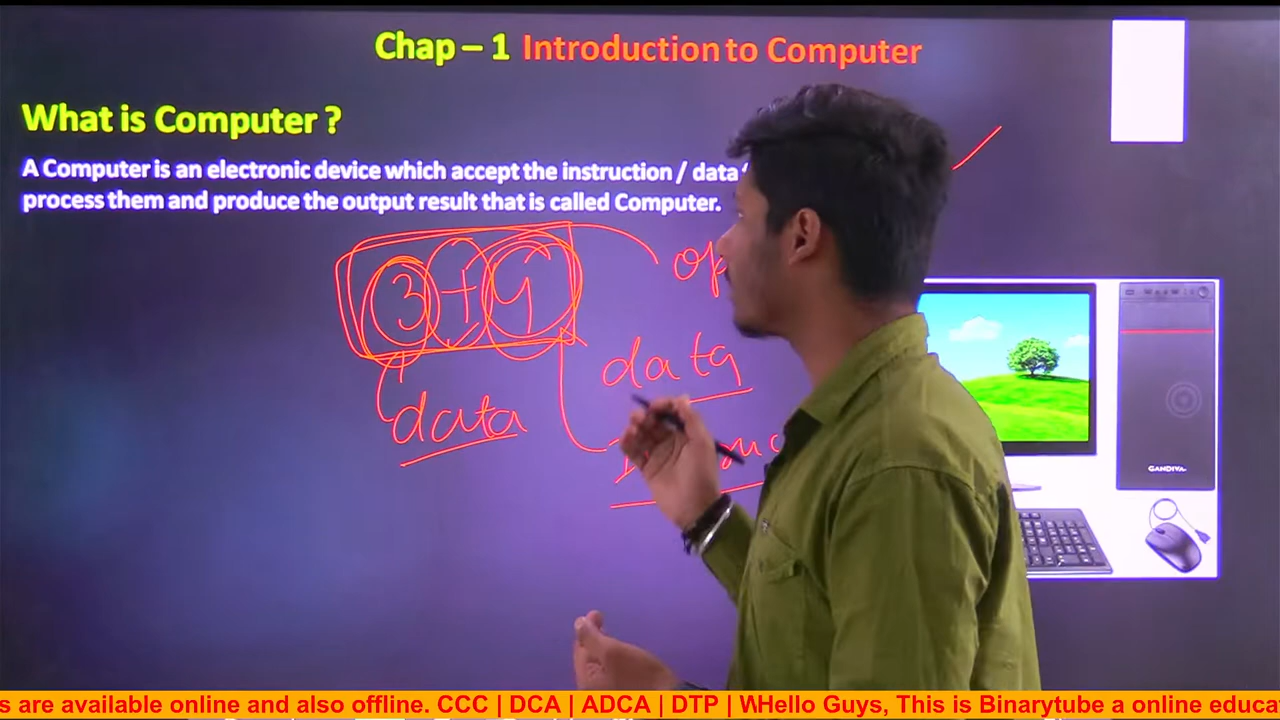 Chap – 1 Introduction to Computer
What is Computer ?
A Computer is an electronic device which accept the instruction / data
process them and produce the output result that is called Computer.
3 + 9
op
data
data
GANDIVA
s are available online and also offline. CCC | DCA | ADCA | DTP | WHello Guys, This is Binarytube a online educa